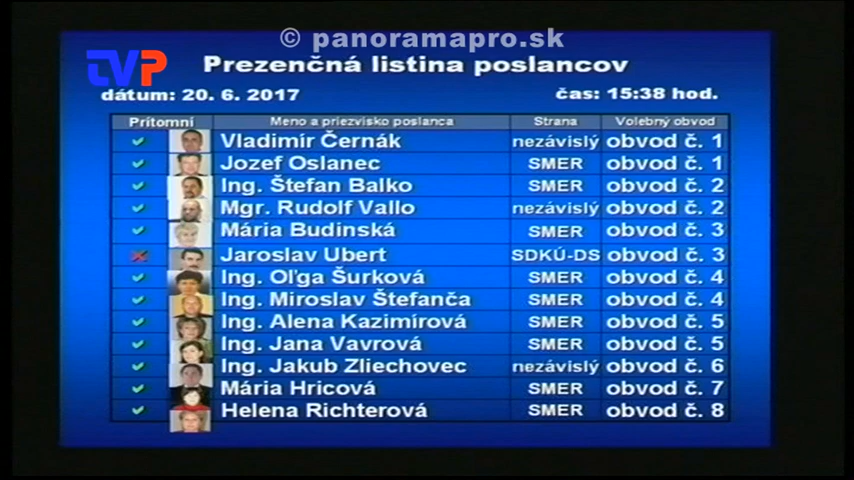 © panoramapro.sk
TVP
Prezenčná listina poslancov
dátum: 20. 6. 2017 čas: 15:38 hod.
Prítomní Meno a priezvisko poslanca Strana Volebný obvod
Vladimír Černák nezávislý obvod č. 1
Jozef Oslanec SMER obvod č. 1
Ing. Štefan Balko SMER obvod č. 2
Mgr. Rudolf Vallo nezávislý obvod č. 2
Mária Budinská SMER obvod č. 3
Jaroslav Ubert SDKÚ-DS obvod č. 3
Ing. Oľga Šurková SMER obvod č. 4
Ing. Miroslav Štefanča SMER obvod č. 4
Ing. Alena Kazimírová SMER obvod č. 5
Ing. Jana Vavrová SMER obvod č. 5
Ing. Jakub Zliechovec nezávislý obvod č. 6
Mária Hricová SMER obvod č. 7
Helena Richterová SMER obvod č. 8